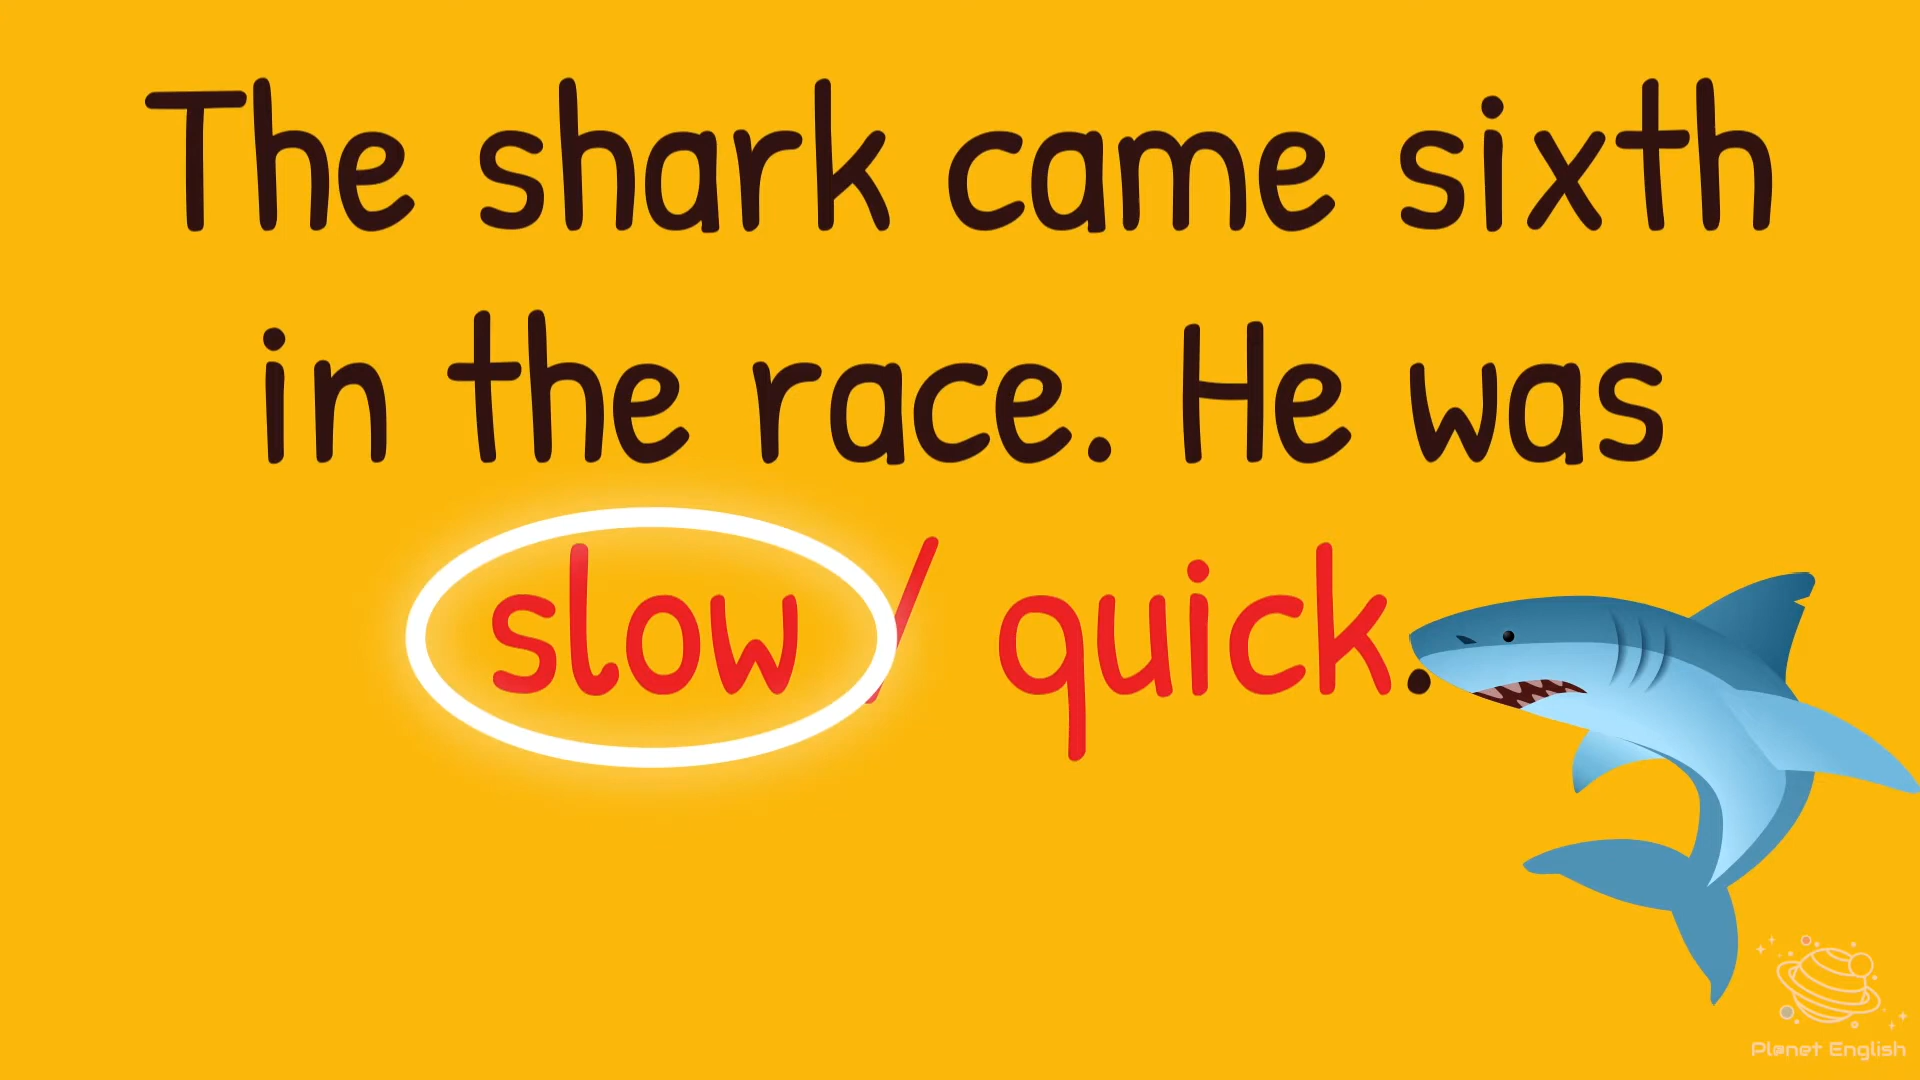 The shark came sixth
in the race. He was
slow / quick.
Planet English